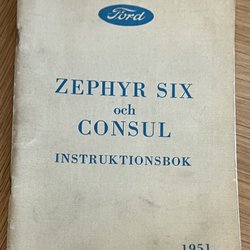 Ford
ZEPHYR SIX
och
CONSUL
INSTRUKTIONSBOK
1951